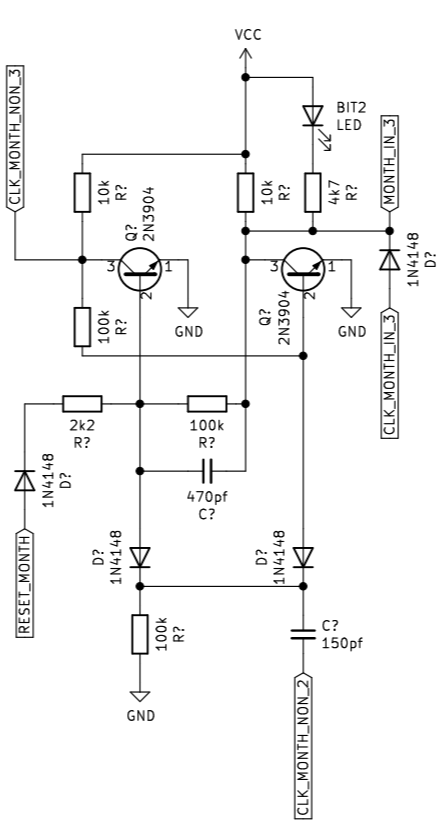 VCC
CLK_MONTH_NON_3
BIT2
LED
MONTH_IN_3
10k
R?
10k
R?
4k7
R?
Q?
2N3904
3
1
2
3
1
2
1N4148
D?
100k
R?
GND
Q?
2N3904
GND
CLK_MONTH_IN_3
2k2
R?
100k
R?
1N4148
D?
470pf
C?
RESET_MONTH
D?
1N4148
D?
1N4148
100k
R?
C?
150pf
GND
CLK_MONTH_NON_2